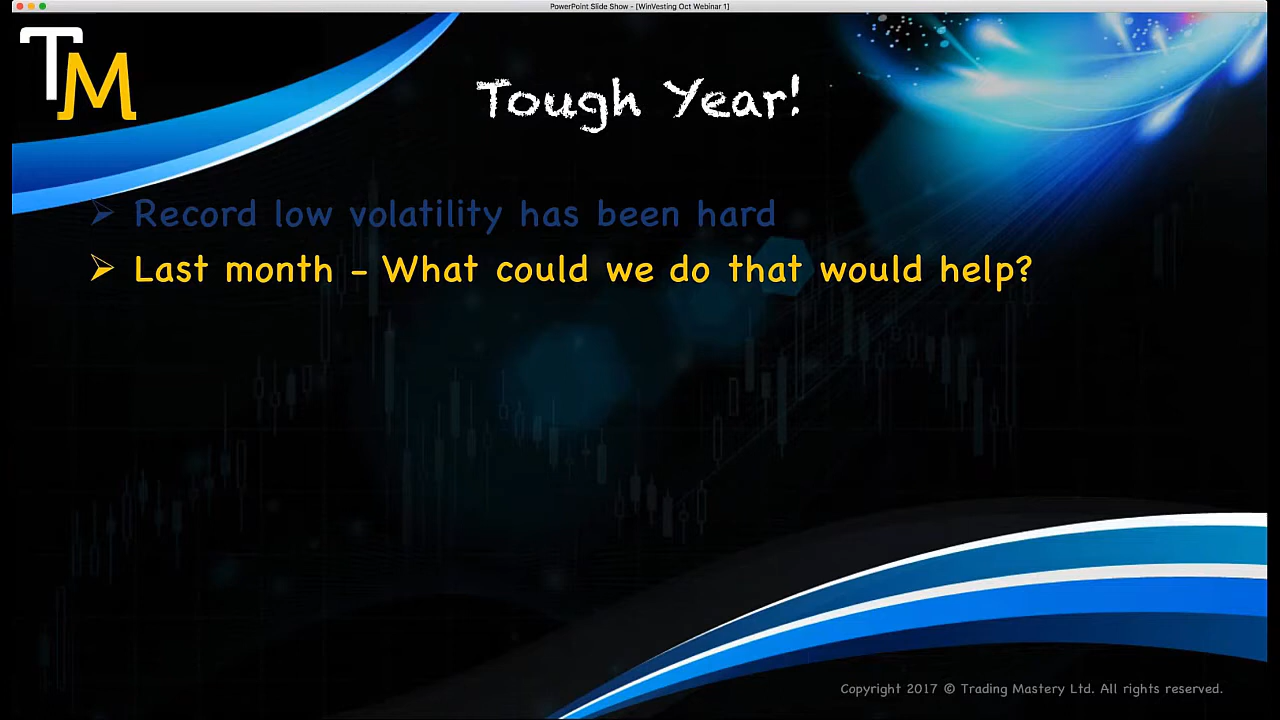 PowerPoint Slide Show - [WinVesting Oct Webinar 1]
TM
Tough Year!
➢ Record low volatility has been hard
➢ Last month - What could we do that would help?
Copyright 2017 © Trading Mastery Ltd. All rights reserved.